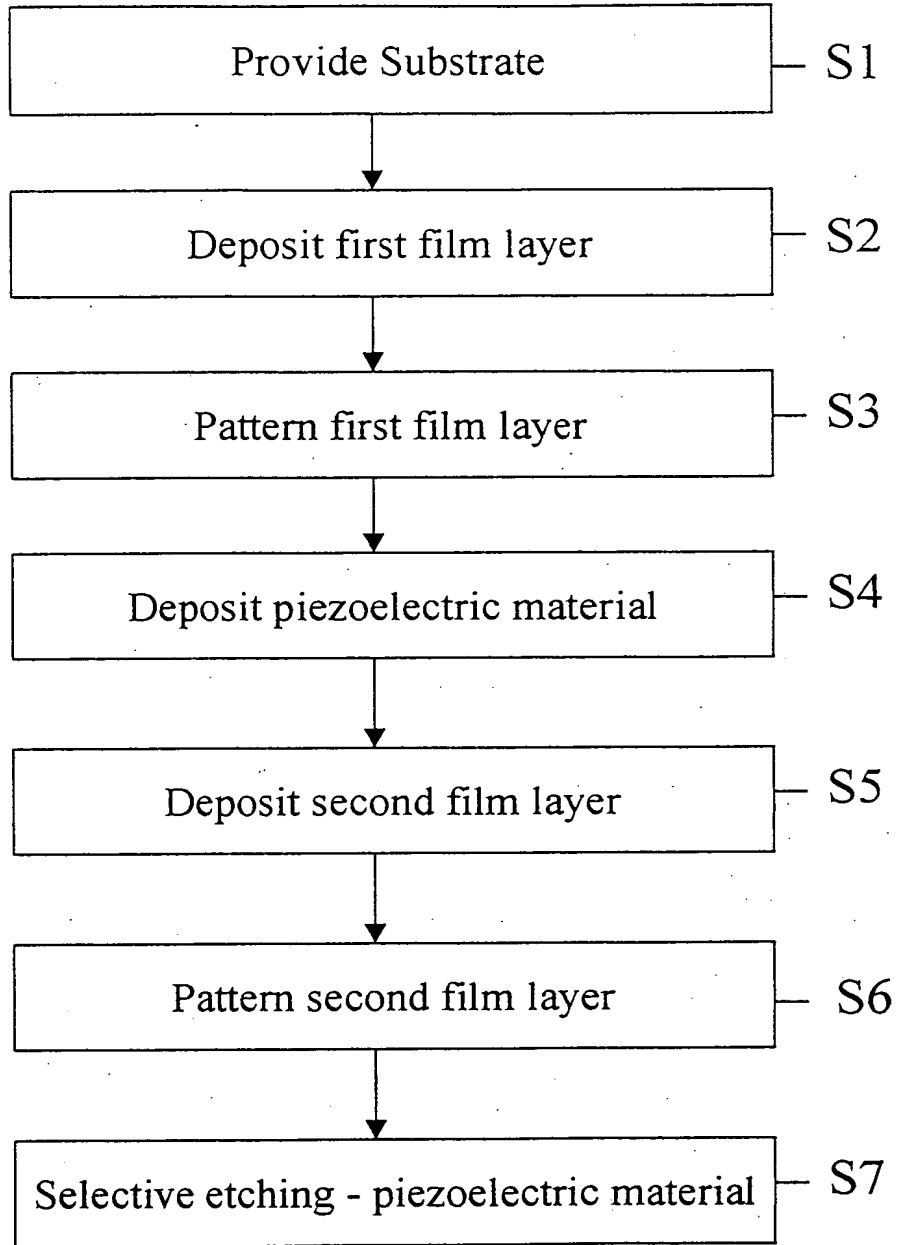 Provide Substrate S1
Deposit first film layer S2
Pattern first film layer S3
Deposit piezoelectric material S4
Deposit second film layer S5
Pattern second film layer S6
Selective etching - piezoelectric material S7